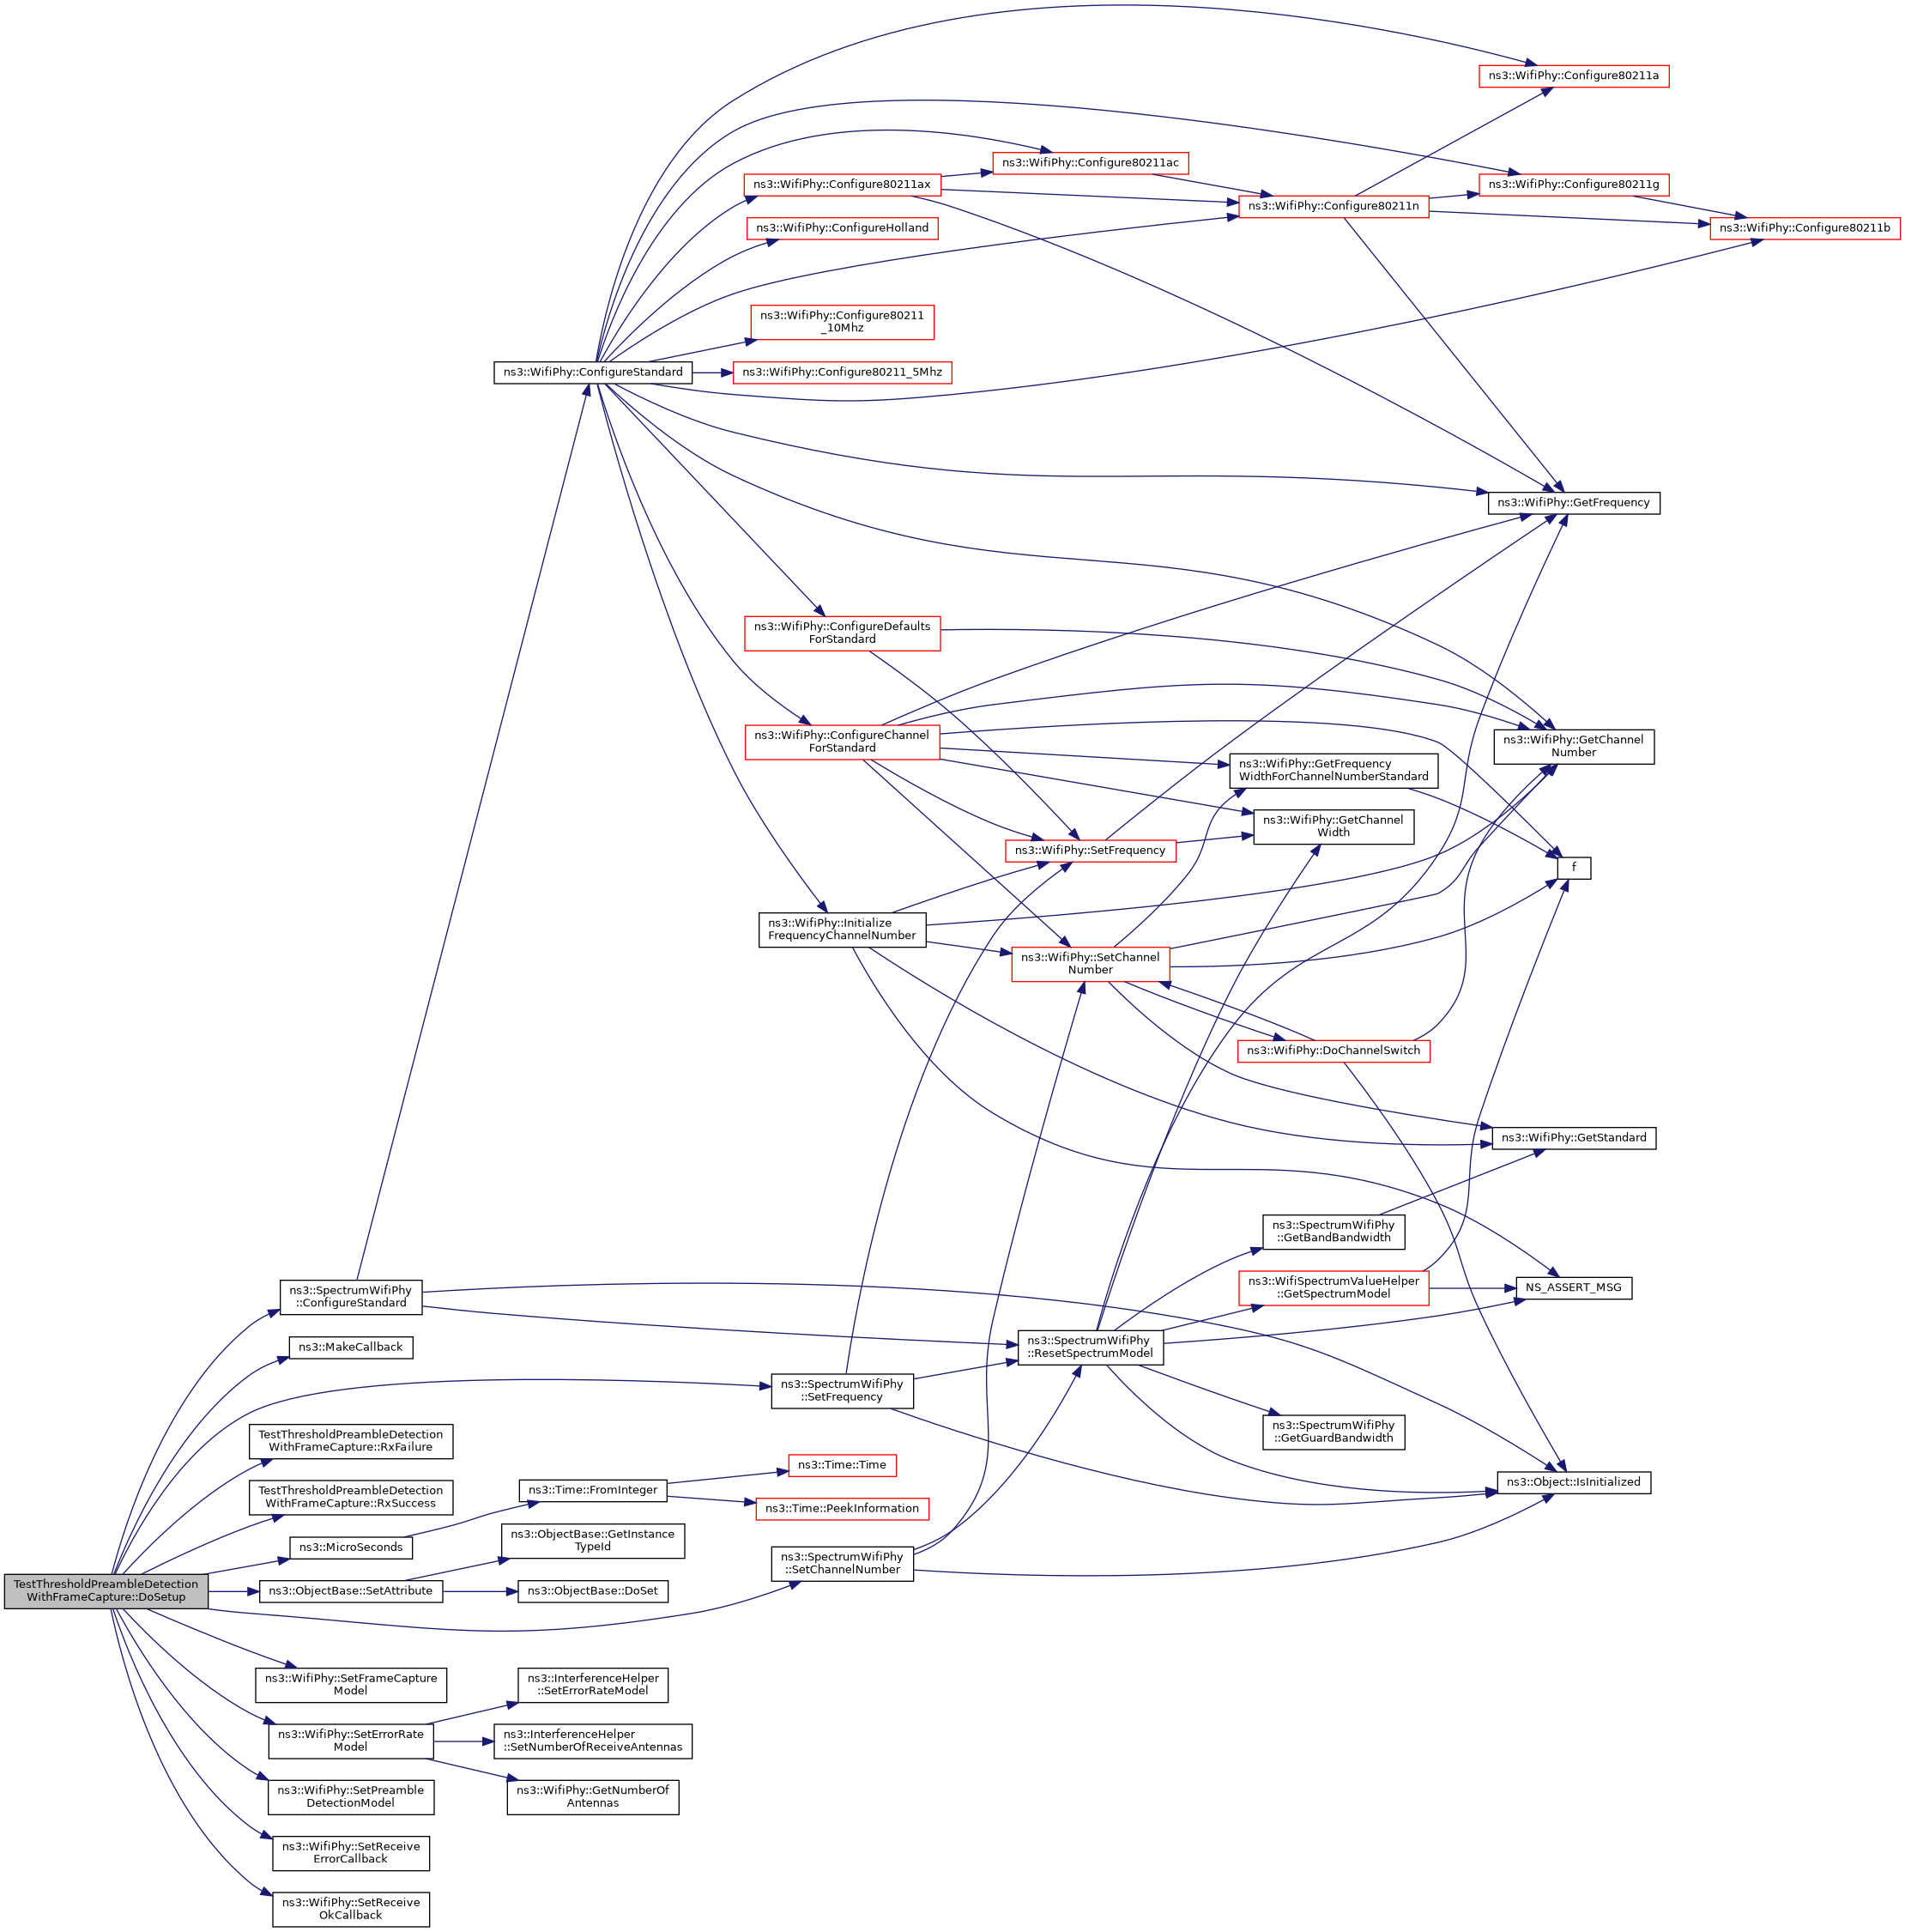 ns3::WifiPhy::Configure80211a
ns3::WifiPhy::Configure80211ac
ns3::WifiPhy::Configure80211ax
ns3::WifiPhy::Configure80211g
ns3::WifiPhy::Configure80211n
ns3::WifiPhy::ConfigureHolland
ns3::WifiPhy::Configure80211b
ns3::WifiPhy::Configure80211
_10Mhz
ns3::WifiPhy::ConfigureStandard
ns3::WifiPhy::Configure80211_5Mhz
ns3::WifiPhy::GetFrequency
ns3::WifiPhy::ConfigureDefaults
ForStandard
ns3::WifiPhy::ConfigureChannel
ForStandard
ns3::WifiPhy::GetChannel
Number
ns3::WifiPhy::GetFrequency
WidthForChannelNumberStandard
ns3::WifiPhy::GetChannel
Width
ns3::WifiPhy::SetFrequency
f
ns3::WifiPhy::Initialize
FrequencyChannelNumber
ns3::WifiPhy::SetChannel
Number
ns3::WifiPhy::DoChannelSwitch
ns3::WifiPhy::GetStandard
ns3::SpectrumWifiPhy
::GetBandBandwidth
ns3::WifiSpectrumValueHelper
::GetSpectrumModel
NS_ASSERT_MSG
ns3::SpectrumWifiPhy
::ConfigureStandard
ns3::MakeCallback
ns3::SpectrumWifiPhy
::ResetSpectrumModel
ns3::SpectrumWifiPhy
::SetFrequency
ns3::SpectrumWifiPhy
::GetGuardBandwidth
TestThresholdPreambleDetection
WithFrameCapture::RxFailure
ns3::Time::Time
ns3::Object::IsInitialized
TestThresholdPreambleDetection
WithFrameCapture::RxSuccess
ns3::Time::FromInteger
ns3::Time::PeekInformation
ns3::MicroSeconds
ns3::ObjectBase::GetInstance
TypeId
ns3::SpectrumWifiPhy
::SetChannelNumber
TestThresholdPreambleDetection
WithFrameCapture::DoSetup
ns3::ObjectBase::SetAttribute
ns3::ObjectBase::DoSet
ns3::WifiPhy::SetFrameCapture
Model
ns3::InterferenceHelper
::SetErrorRateModel
ns3::WifiPhy::SetErrorRate
Model
ns3::InterferenceHelper
::SetNumberOfReceiveAntennas
ns3::WifiPhy::SetPreamble
DetectionModel
ns3::WifiPhy::GetNumberOf
Antennas
ns3::WifiPhy::SetReceive
ErrorCallback
ns3::WifiPhy::SetReceive
OkCallback